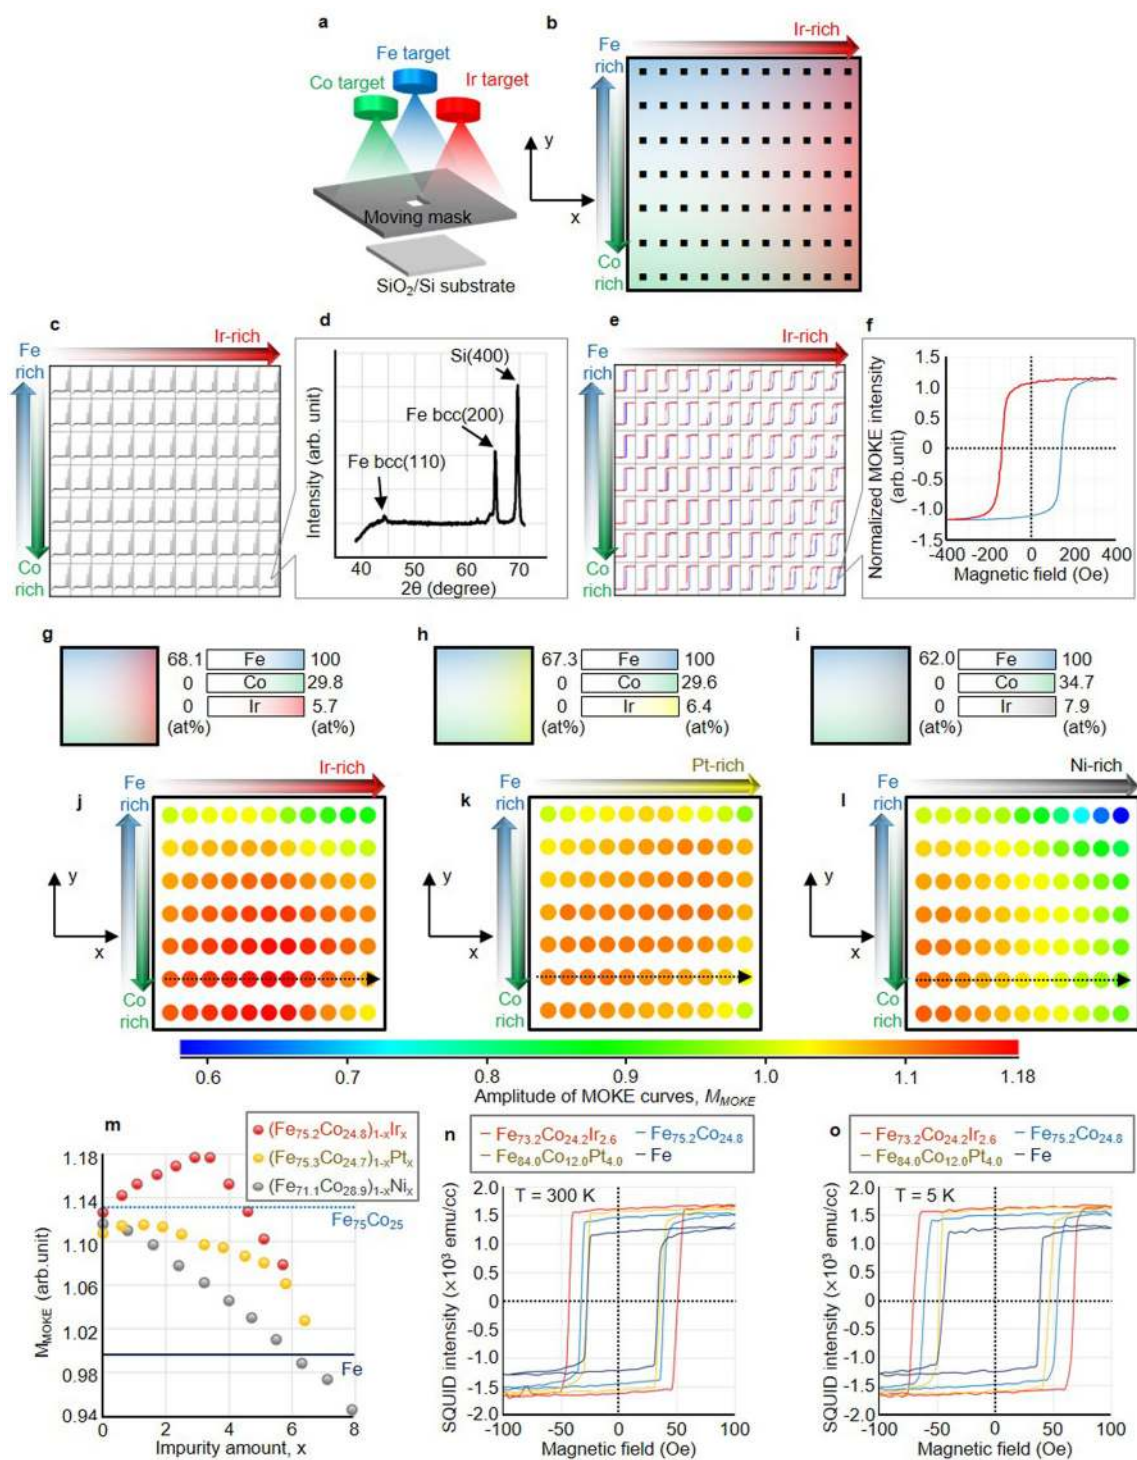 a
Fe target
Co target
Ir target
Moving mask
SiO2/Si substrate
b
Ir-rich
Fe
rich
Co
rich
y
x
c
Ir-rich
Fe
rich
Co
rich
d
Si(400)
Fe bcc(200)
Fe bcc(110)
Intensity (arb. unit)
40 50 60 70
2θ (degree)
e
Ir-rich
Fe
rich
Co
rich
f
Normalized MOKE intensity
(arb.unit)
1.5
1.0
0.5
0
-0.5
-1.0
-1.5
-400 -200 0 200 400
Magnetic field (Oe)
g
68.1 Fe 100
0 Co 29.8
0 Ir 5.7
(at%) (at%)
h
67.3 Fe 100
0 Co 29.6
0 Ir 6.4
(at%) (at%)
i
62.0 Fe 100
0 Co 34.7
0 Ir 7.9
(at%) (at%)
j
Ir-rich
Fe
rich
y
x
Co
rich
k
Pt-rich
Fe
rich
y
x
Co
rich
l
Ni-rich
Fe
rich
y
x
Co
rich
0.6 0.7 0.8 0.9 1.0 1.1 1.18
Amplitude of MOKE curves, MMOKE
m
(Fe75.2Co24.8)1-xIrx
(Fe75.3Co24.7)1-xPtx
(Fe71.1Co28.9)1-xNix
Fe75Co25
Fe
MMOKE (arb.unit)
1.18
1.14
1.10
1.06
1.02
0.98
0.94
0 2 4 6 8
Impurity amount, x
n
Fe73.2Co24.2Ir2.6
Fe75.2Co24.8
Fe84.0Co12.0Pt4.0
Fe
T = 300 K
SQUID intensity (×10³ emu/cc)
2.0
1.5
1.0
0.5
0
-0.5
-1.0
-1.5
-2.0
-100 -50 0 50 100
Magnetic field (Oe)
o
Fe73.2Co24.2Ir2.6
Fe75.2Co24.8
Fe84.0Co12.0Pt4.0
Fe
T = 5 K
SQUID intensity (×10³ emu/cc)
2.0
1.5
1.0
0.5
0
-0.5
-1.0
-1.5
-2.0
-100 -50 0 50 100
Magnetic field (Oe)